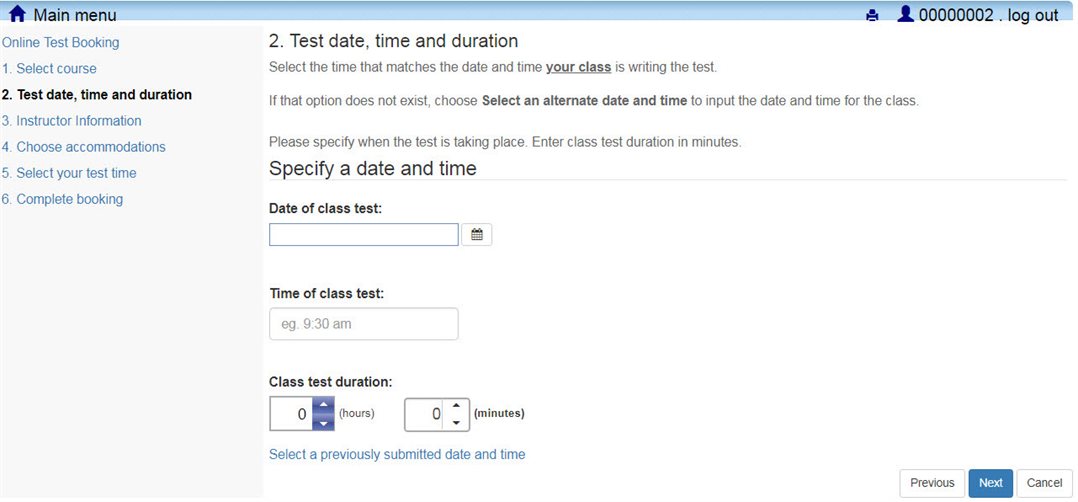 Main menu
00000002 . log out
Online Test Booking
1. Select course
2. Test date, time and duration
3. Instructor Information
4. Choose accommodations
5. Select your test time
6. Complete booking
2. Test date, time and duration
Select the time that matches the date and time your class is writing the test.
If that option does not exist, choose Select an alternate date and time to input the date and time for the class.
Please specify when the test is taking place. Enter class test duration in minutes.
Specify a date and time
Date of class test:
Time of class test:
eg. 9:30 am
Class test duration:
0 (hours) 0 (minutes)
Select a previously submitted date and time
Previous Next Cancel